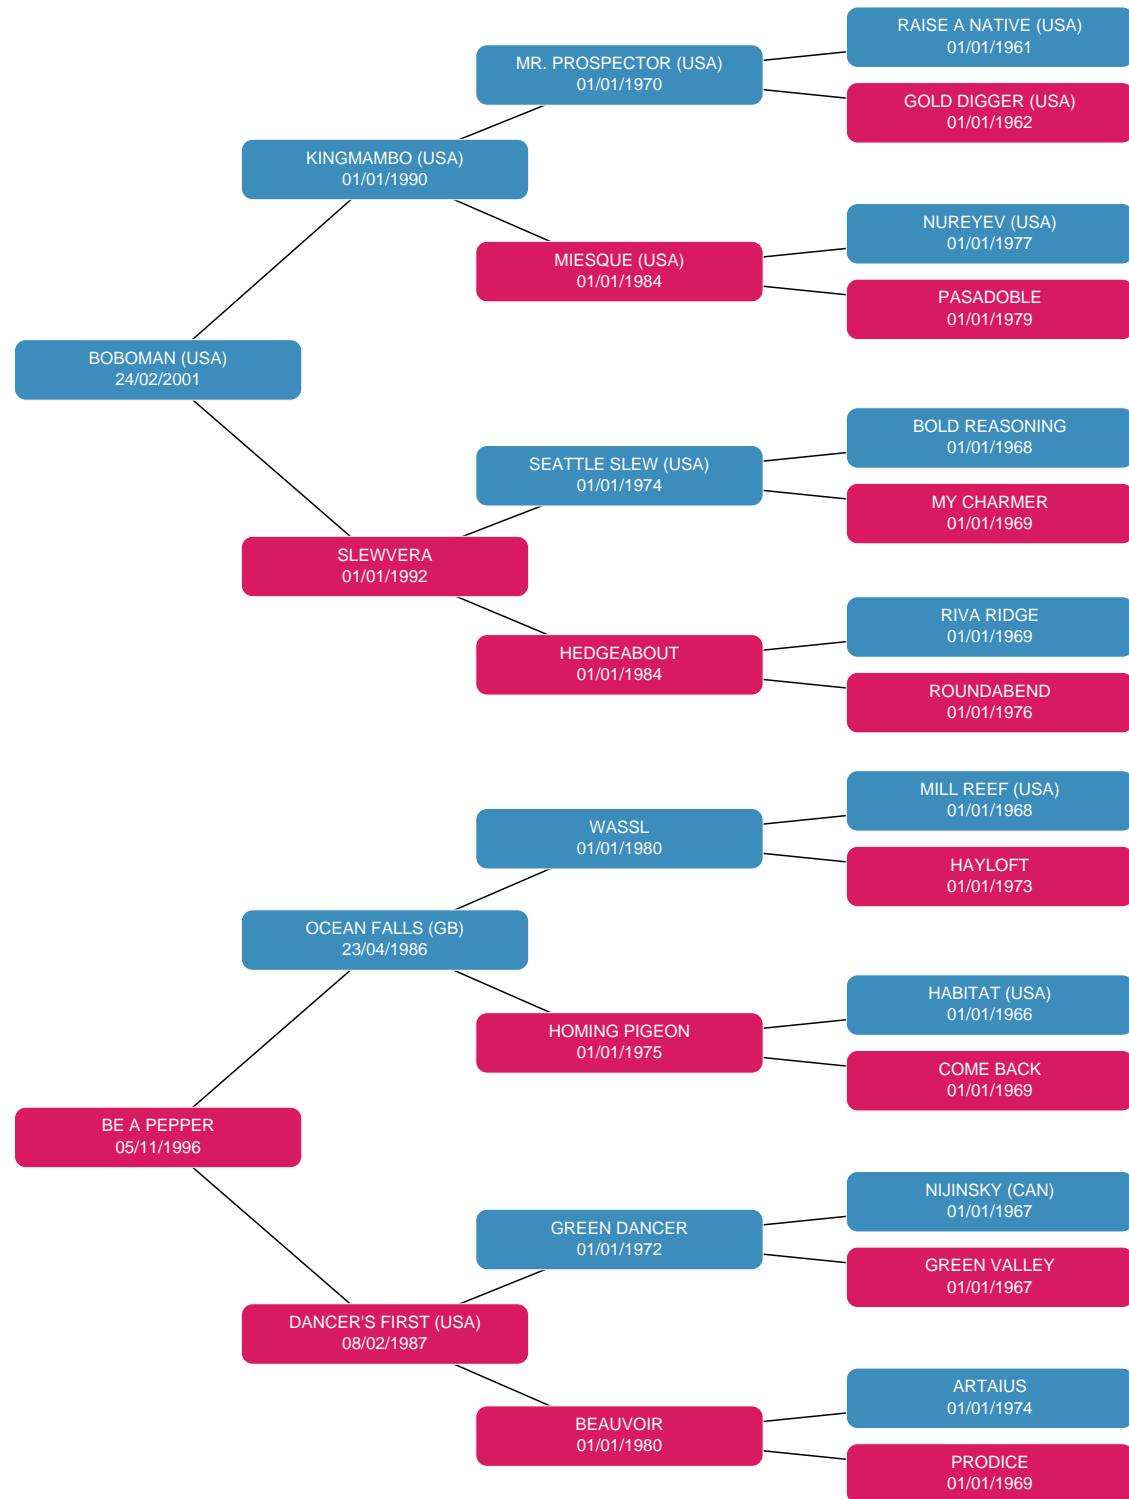 RAISE A NATIVE (USA)
01/01/1961
MR. PROSPECTOR (USA)
01/01/1970
GOLD DIGGER (USA)
01/01/1962
KINGMAMBO (USA)
01/01/1990
NUREYEV (USA)
01/01/1977
MIESQUE (USA)
01/01/1984
PASADOBLE
01/01/1979
BOBOMAN (USA)
24/02/2001
BOLD REASONING
01/01/1968
SEATTLE SLEW (USA)
01/01/1974
MY CHARMER
01/01/1969
SLEWVERA
01/01/1992
RIVA RIDGE
01/01/1969
HEDGEABOUT
01/01/1984
ROUNDABEND
01/01/1976
MILL REEF (USA)
01/01/1968
WASSL
01/01/1980
HAYLOFT
01/01/1973
OCEAN FALLS (GB)
23/04/1986
HABITAT (USA)
01/01/1966
HOMING PIGEON
01/01/1975
COME BACK
01/01/1969
BE A PEPPER
05/11/1996
NIJINSKY (CAN)
01/01/1967
GREEN DANCER
01/01/1972
GREEN VALLEY
01/01/1967
DANCER'S FIRST (USA)
08/02/1987
ARTAIUS
01/01/1974
BEAUVOIR
01/01/1980
PRODICE
01/01/1969